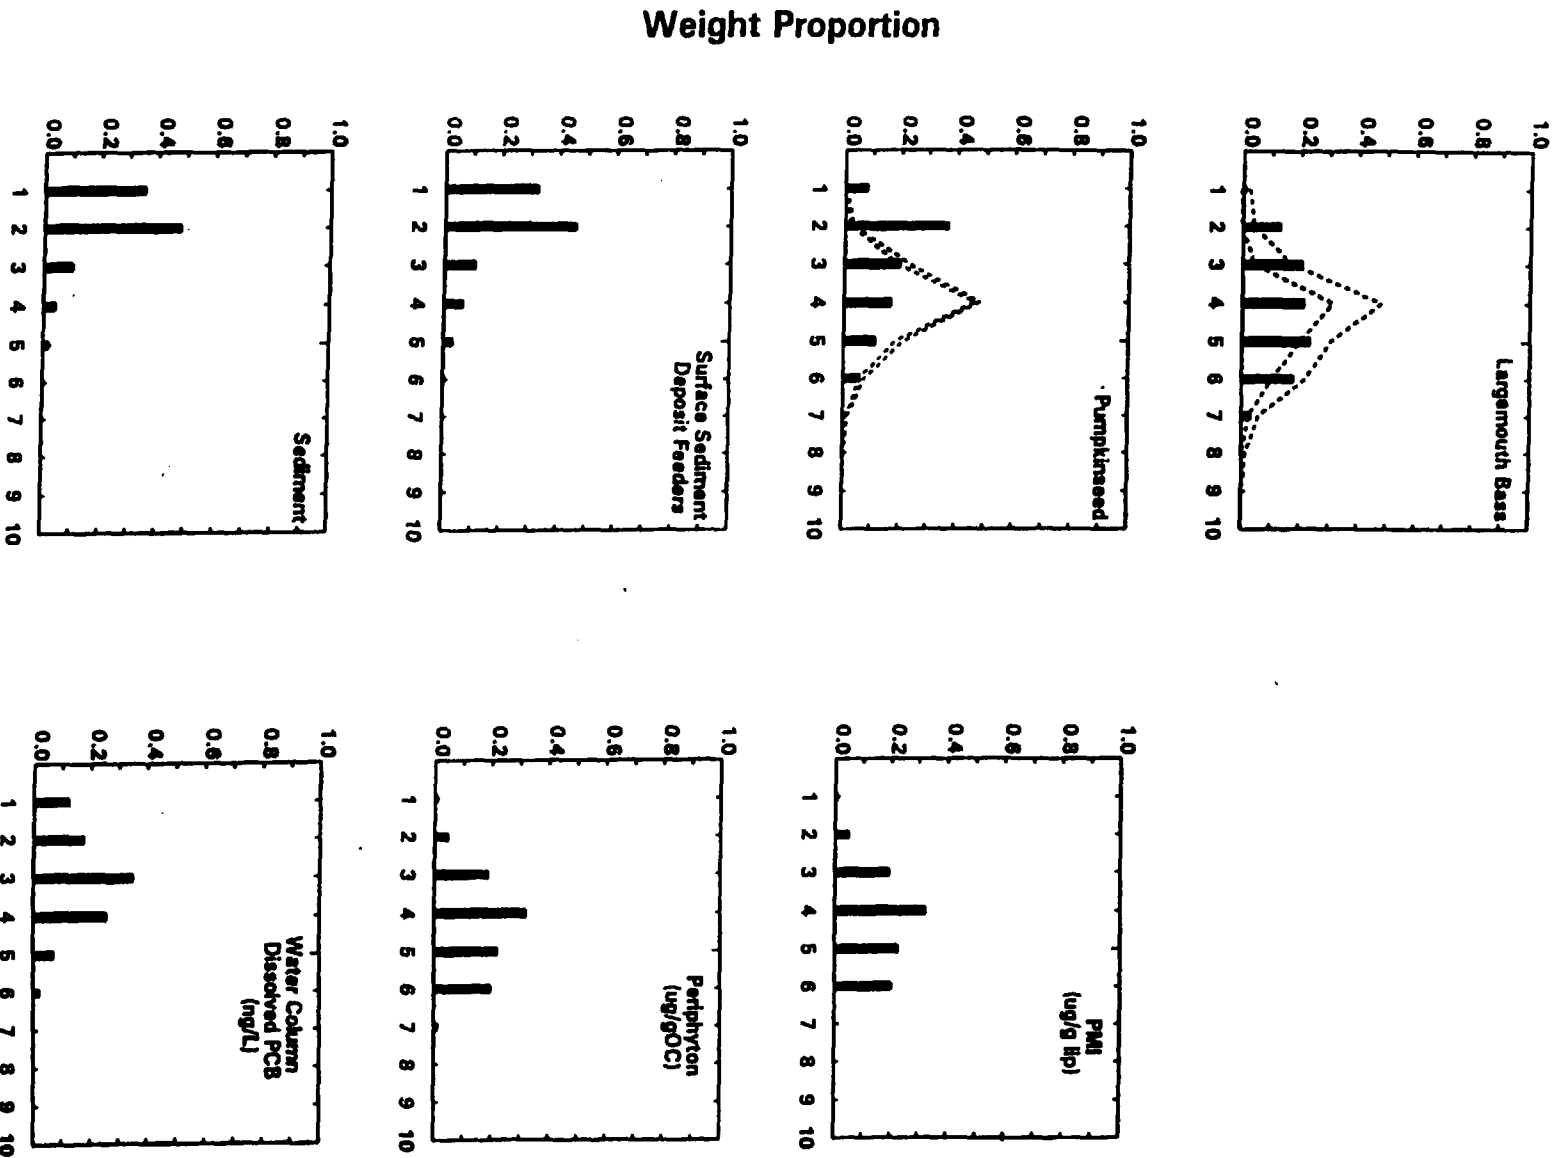 Weight Proportion
1.0
0.8
0.6
0.4
0.2
0.0
1 2 3 4 5 6 7 8 9 10
Largemouth Bass
1.0
0.8
0.6
0.4
0.2
0.0
1 2 3 4 5 6 7 8 9 10
Pumpkinseed
1.0
0.8
0.6
0.4
0.2
0.0
1 2 3 4 5 6 7 8 9 10
PMI
(ug/g lip)
1.0
0.8
0.6
0.4
0.2
0.0
1 2 3 4 5 6 7 8 9 10
Surface Sediment
Deposit Feeders
1.0
0.8
0.6
0.4
0.2
0.0
1 2 3 4 5 6 7 8 9 10
Periphyton
(ug/gOC)
1.0
0.8
0.6
0.4
0.2
0.0
1 2 3 4 5 6 7 8 9 10
Sediment
1.0
0.8
0.6
0.4
0.2
0.0
1 2 3 4 5 6 7 8 9 10
Water Column
Dissolved PCB
(ng/L)